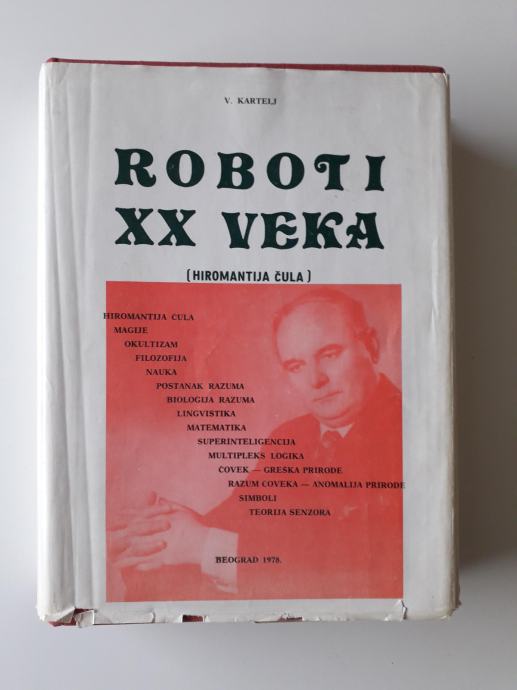 V. KARTELJ
ROBOTI
XX VEKA
(HIROMANTIJA ČULA)
HIROMANTIJA ČULA
MAGIJE
OKULTIZAM
FILOZOFIJA
NAUKA
POSTANAK RAZUMA
BIOLOGIJA RAZUMA
LINGVISTIKA
MATEMATIKA
SUPERINTELIGENCIJA
MULTIPLEKS LOGIKA
ČOVEK — GREŠKA PRIRODE
RAZUM ČOVEKA — ANOMALIJA PRIRODE
SIMBOLI
TEORIJA SENZORA
BEOGRAD 1978.